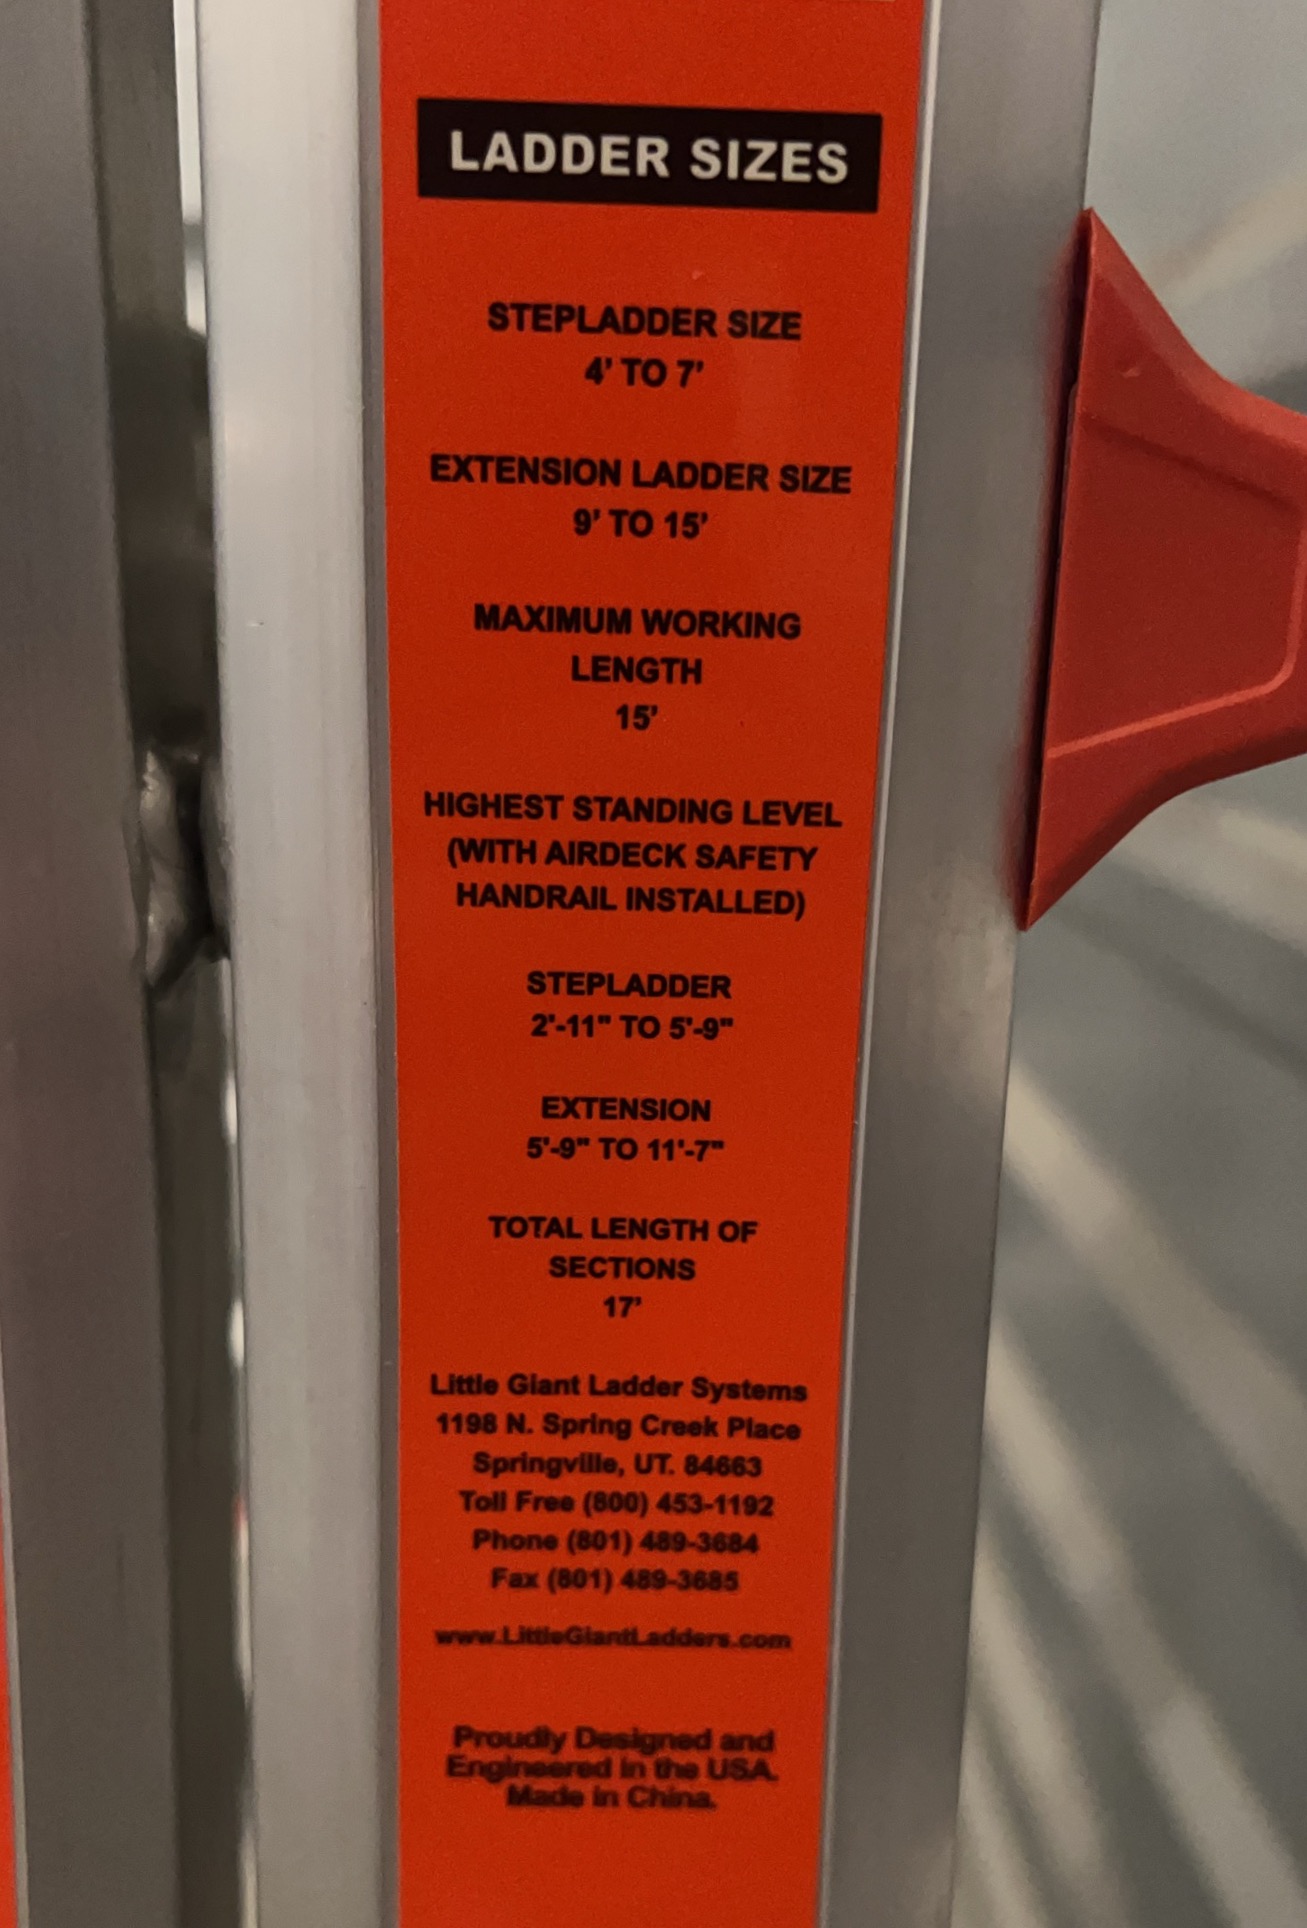 LADDER SIZES
STEPLADDER SIZE
4' TO 7'
EXTENSION LADDER SIZE
9' TO 15'
MAXIMUM WORKING
LENGTH
15'
HIGHEST STANDING LEVEL
(WITH AIRDECK SAFETY
HANDRAIL INSTALLED)
STEPLADDER
2'-11" TO 5'-9"
EXTENSION
5'-9" TO 11'-7"
TOTAL LENGTH OF
SECTIONS
17'
Little Giant Ladder Systems
1198 N. Spring Creek Place
Springville, UT. 84663
Toll Free (800) 453-1192
Phone (801) 489-3684
Fax (801) 489-3685
www.LittleGiantLadders.com
Proudly Designed and
Engineered in the USA.
Made in China.